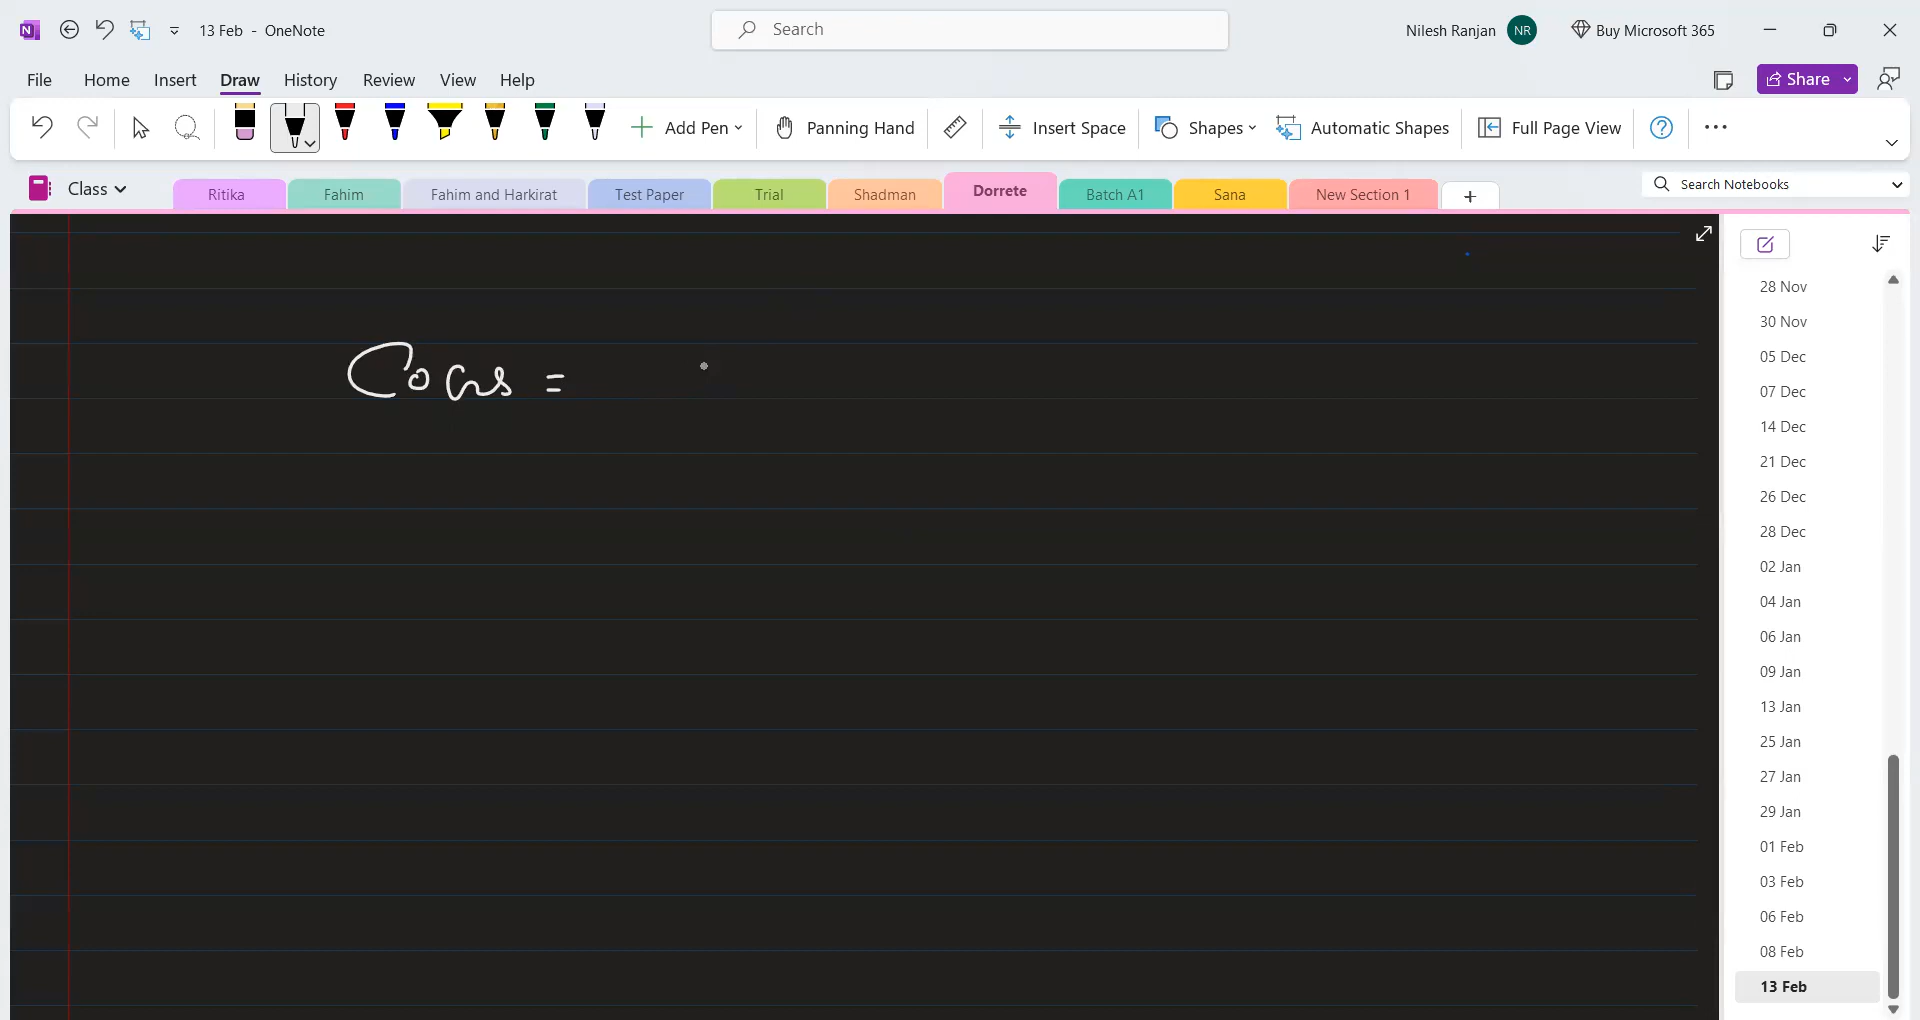 13 Feb - OneNote
Search
Nilesh Ranjan NR
Buy Microsoft 365
File Home Insert Draw History Review View Help
Share
Add Pen
Panning Hand
Insert Space
Shapes
Automatic Shapes
Full Page View
Class
Ritika
Fahim
Fahim and Harkirat
Test Paper
Trial
Shadman
Dorrete
Batch A1
Sana
New Section 1
Search Notebooks
=
28 Nov
30 Nov
05 Dec
07 Dec
14 Dec
21 Dec
26 Dec
28 Dec
02 Jan
04 Jan
06 Jan
09 Jan
13 Jan
25 Jan
27 Jan
29 Jan
01 Feb
03 Feb
06 Feb
08 Feb
13 Feb